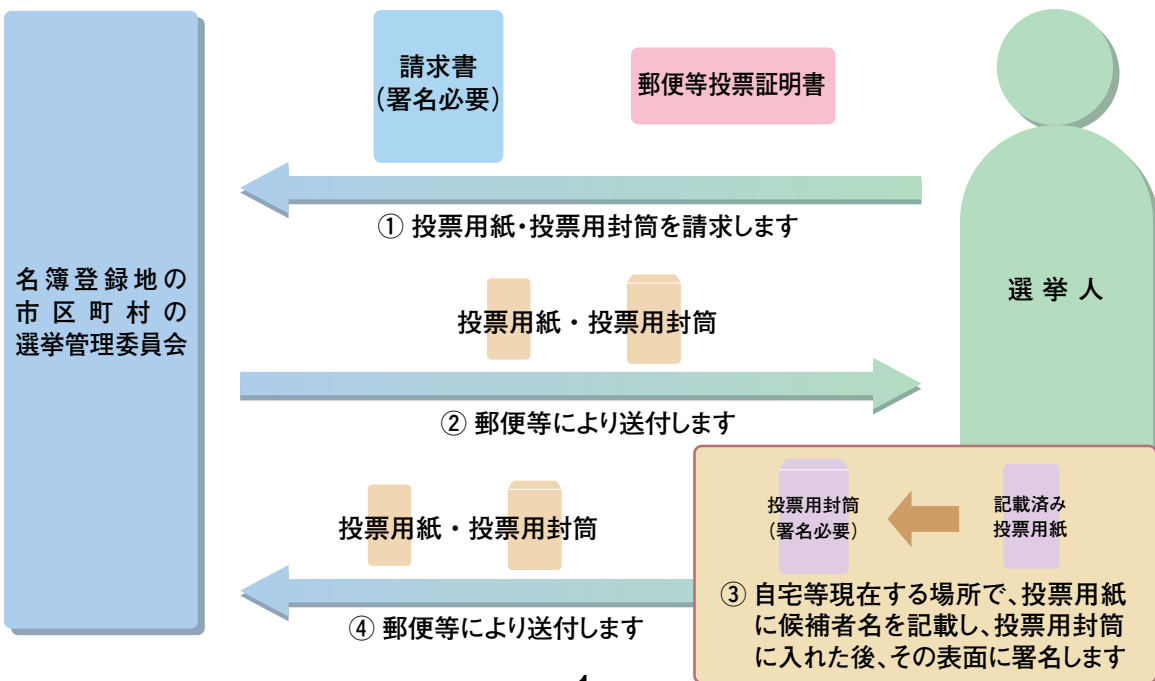 請求書
（署名必要）
郵便等投票証明書
① 投票用紙・投票用封筒を請求します
名簿登録地の
市区町村の
選挙管理委員会
選挙人
投票用紙・投票用封筒
② 郵便等により送付します
投票用紙・投票用封筒
④ 郵便等により送付します
投票用封筒
（署名必要）
記載済み
投票用紙
③ 自宅等現在する場所で、投票用紙
に候補者名を記載し、投票用封筒
に入れた後、その表面に署名します